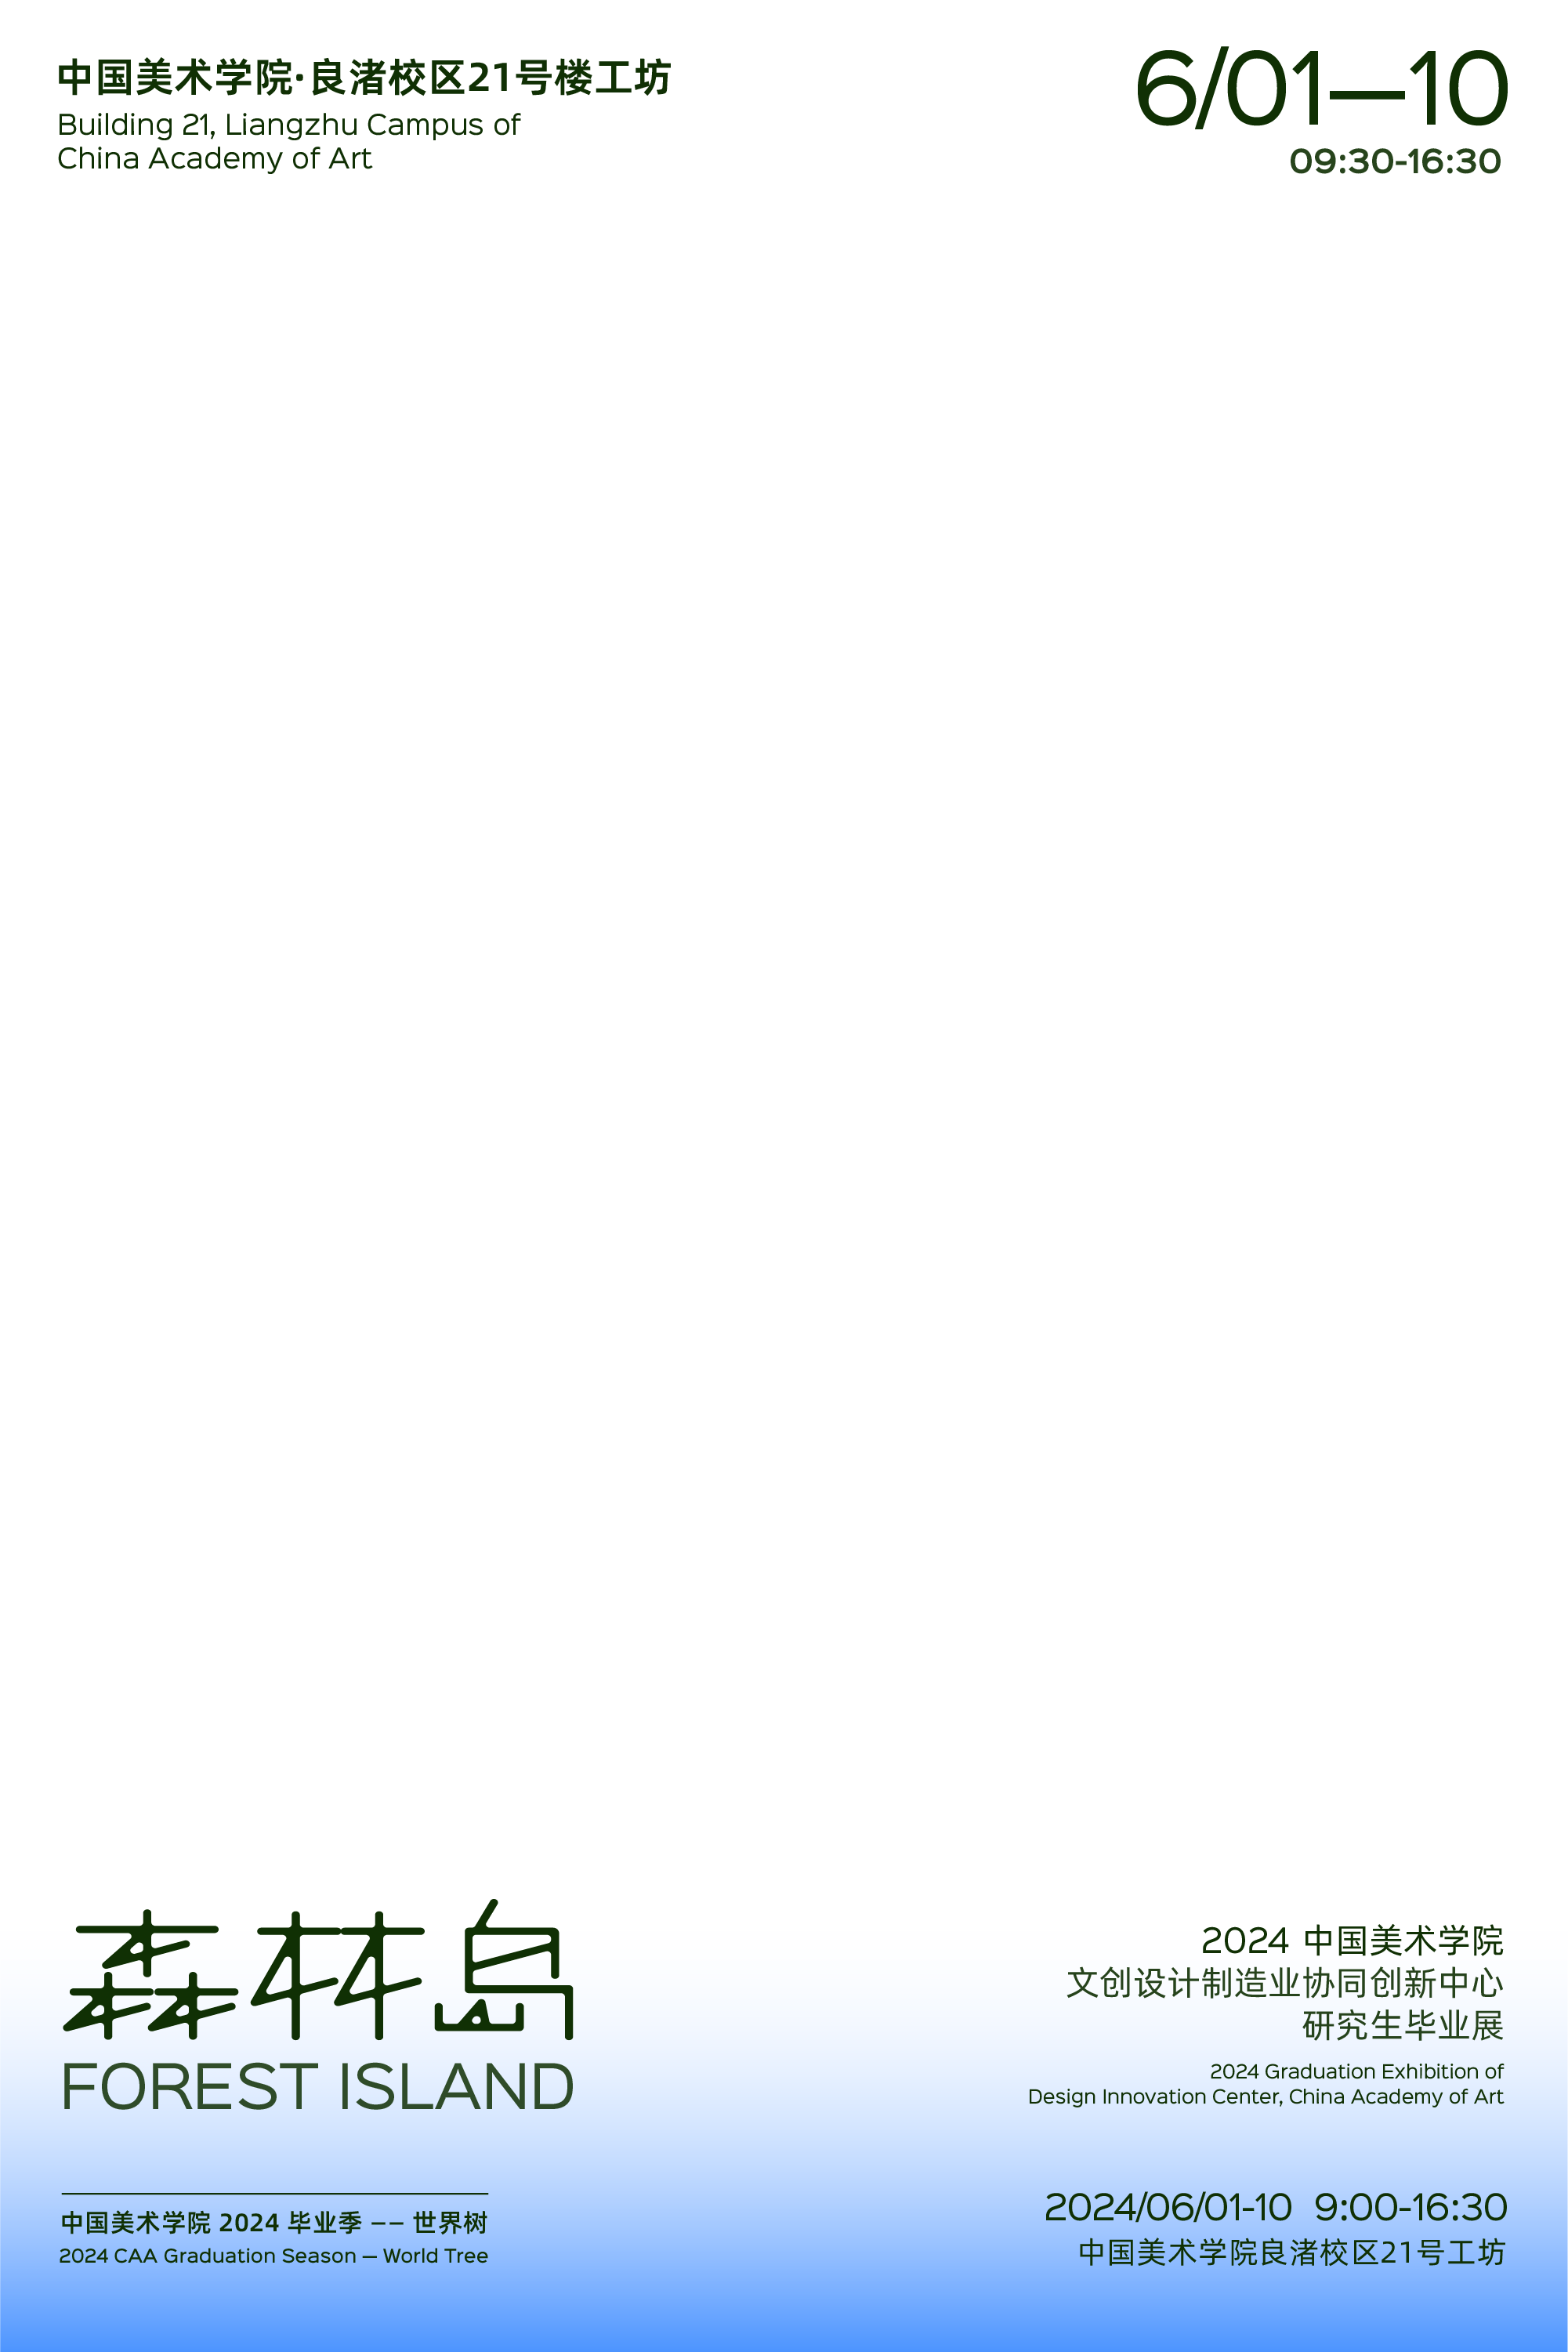 中国美术学院·良渚校区21号楼工坊
Building 21, Liangzhu Campus of
China Academy of Art
6/01—10
09:30-16:30
森林岛
FOREST ISLAND
2024 中国美术学院
文创设计制造业协同创新中心
研究生毕业展
2024 Graduation Exhibition of
Design Innovation Center, China Academy of Art
中国美术学院 2024 毕业季 —— 世界树
2024 CAA Graduation Season — World Tree
2024/06/01-10 9:00-16:30
中国美术学院良渚校区21号工坊